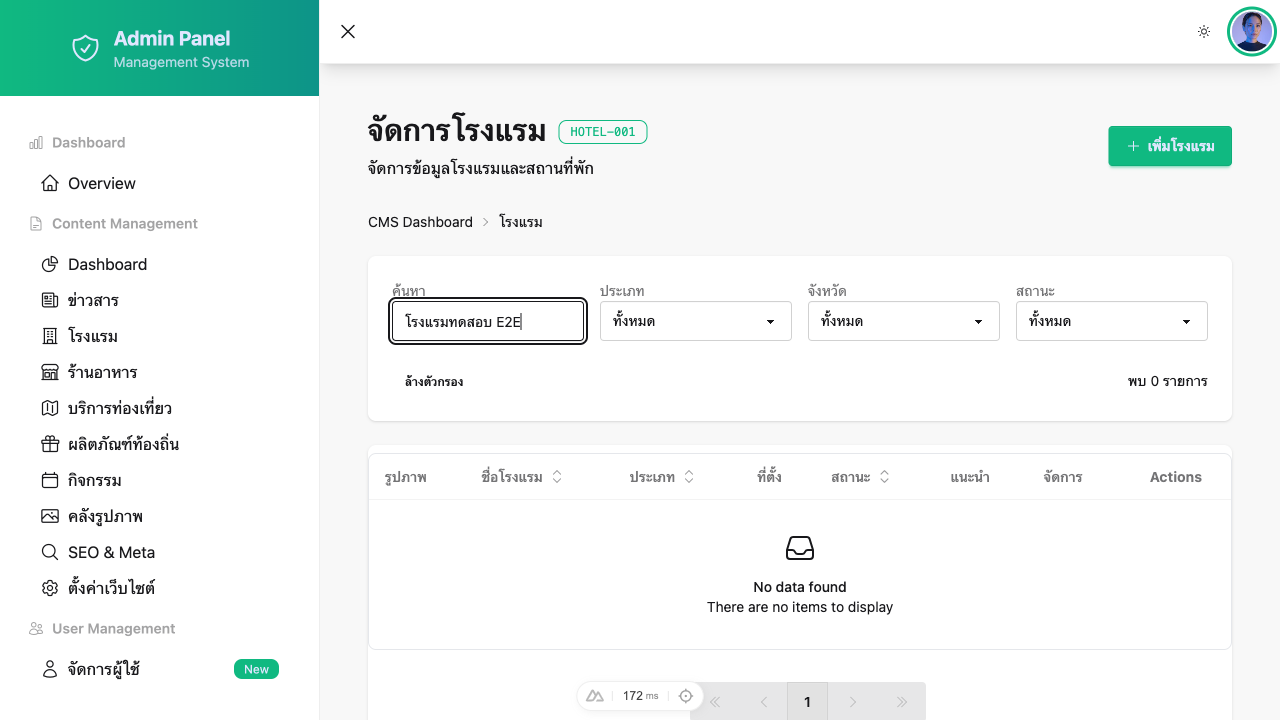 Admin Panel
Management System
Dashboard
Overview
Content Management
Dashboard
ข่าวสาร
โรงแรม
ร้านอาหาร
บริการท่องเที่ยว
ผลิตภัณฑ์ท้องถิ่น
กิจกรรม
คลังรูปภาพ
SEO & Meta
ตั้งค่าเว็บไซต์
User Management
จัดการผู้ใช้ New
จัดการโรงแรม HOTEL-001
จัดการข้อมูลโรงแรมและสถานที่พัก
เพิ่มโรงแรม
CMS Dashboard โรงแรม
ค้นหา ประเภท จังหวัด สถานะ
โรงแรมทดสอบ E2E ทั้งหมด ทั้งหมด ทั้งหมด
ล้างตัวกรอง พบ 0 รายการ
รูปภาพ ชื่อโรงแรม ประเภท ที่ตั้ง สถานะ แนะนำ จัดการ Actions
No data found
There are no items to display
172 ms
1